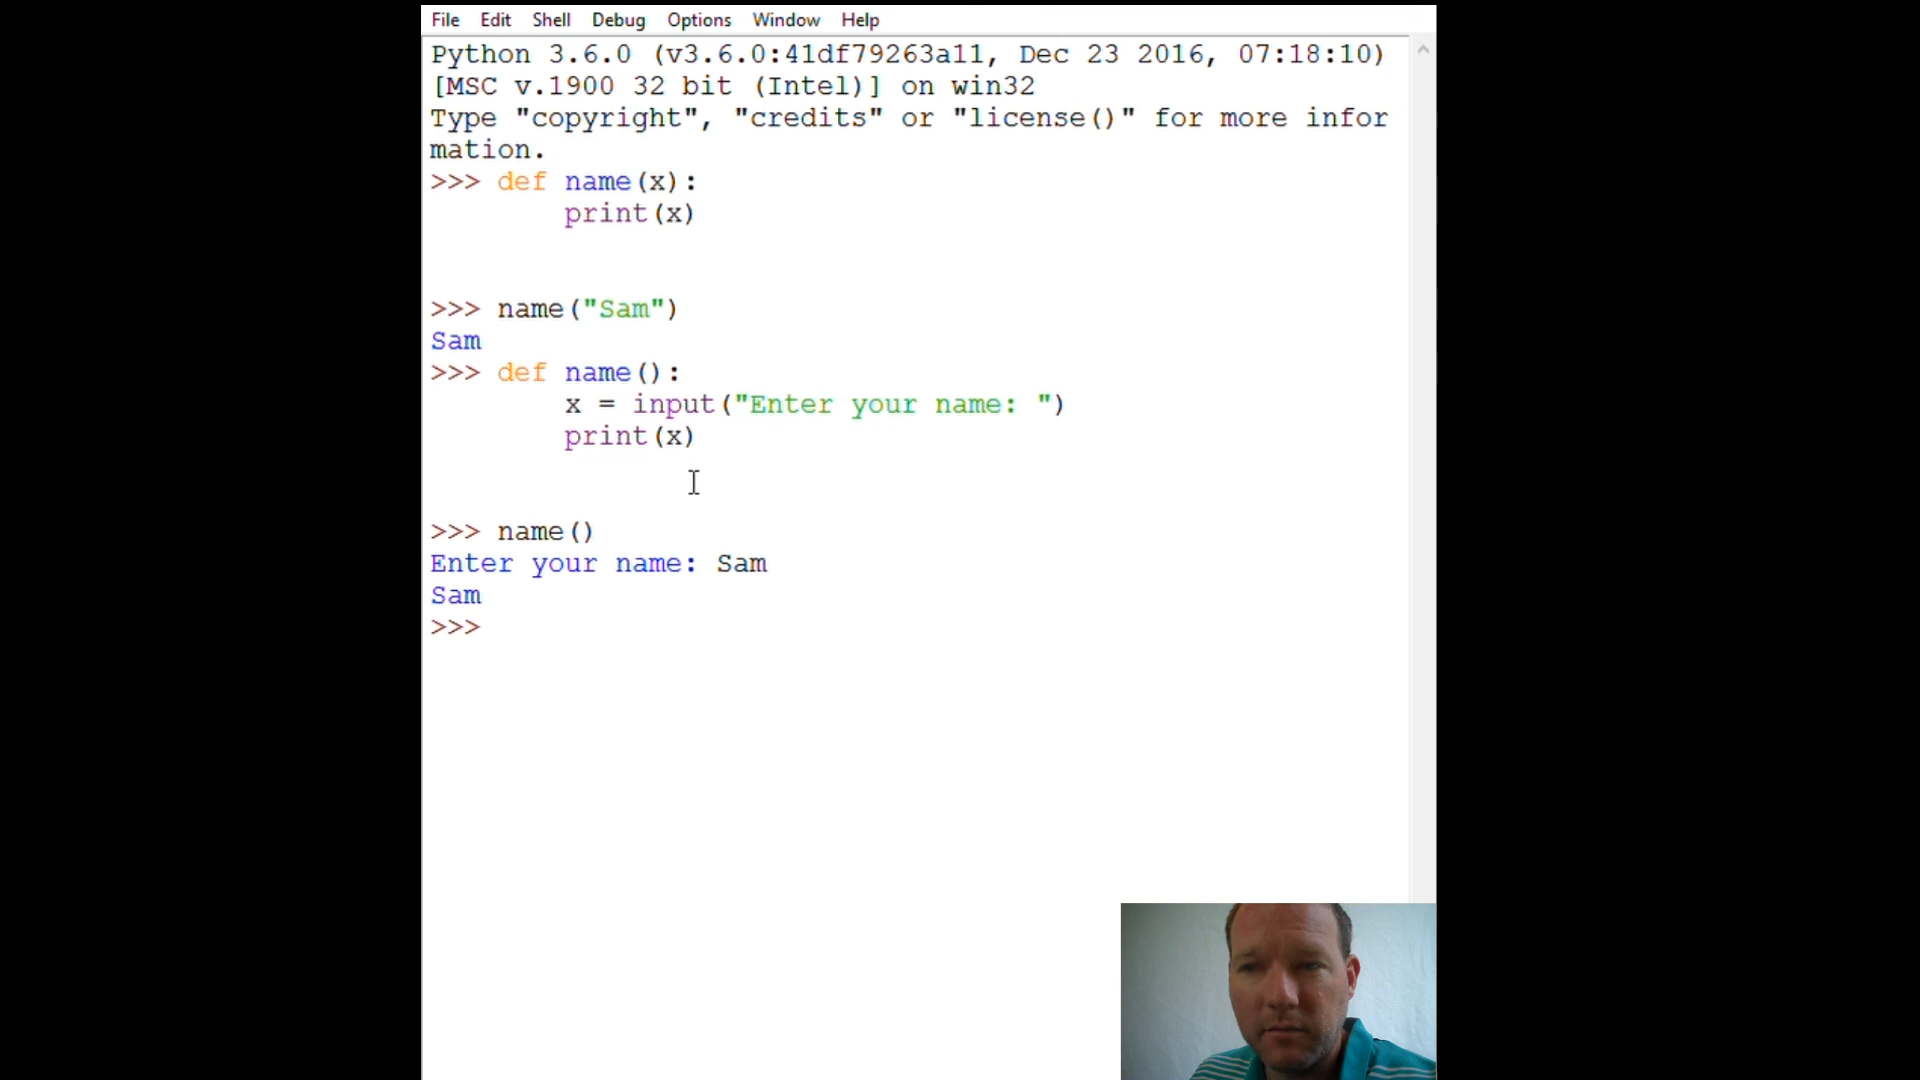 File Edit Shell Debug Options Window Help
Python 3.6.0 (v3.6.0:41df79263a11, Dec 23 2016, 07:18:10)
[MSC v.1900 32 bit (Intel)] on win32
Type "copyright", "credits" or "license()" for more infor
mation.
>>> def name(x):
        print(x)
>>> name("Sam")
Sam
>>> def name():
        x = input("Enter your name: ")
        print(x)
>>> name()
Enter your name: Sam
Sam
>>>